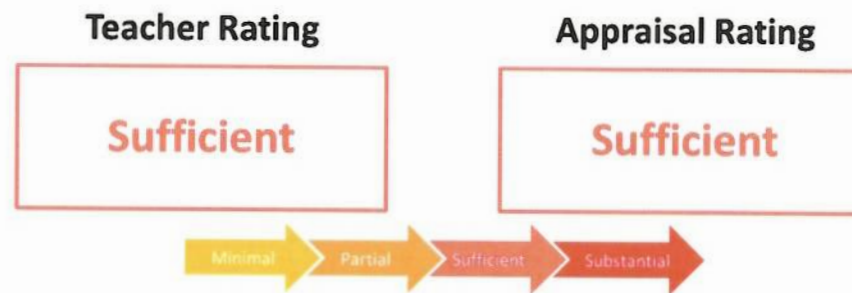 Teacher Rating
Appraisal Rating
Sufficient
Sufficient
Minimal
Partial
Sufficient
Substantial